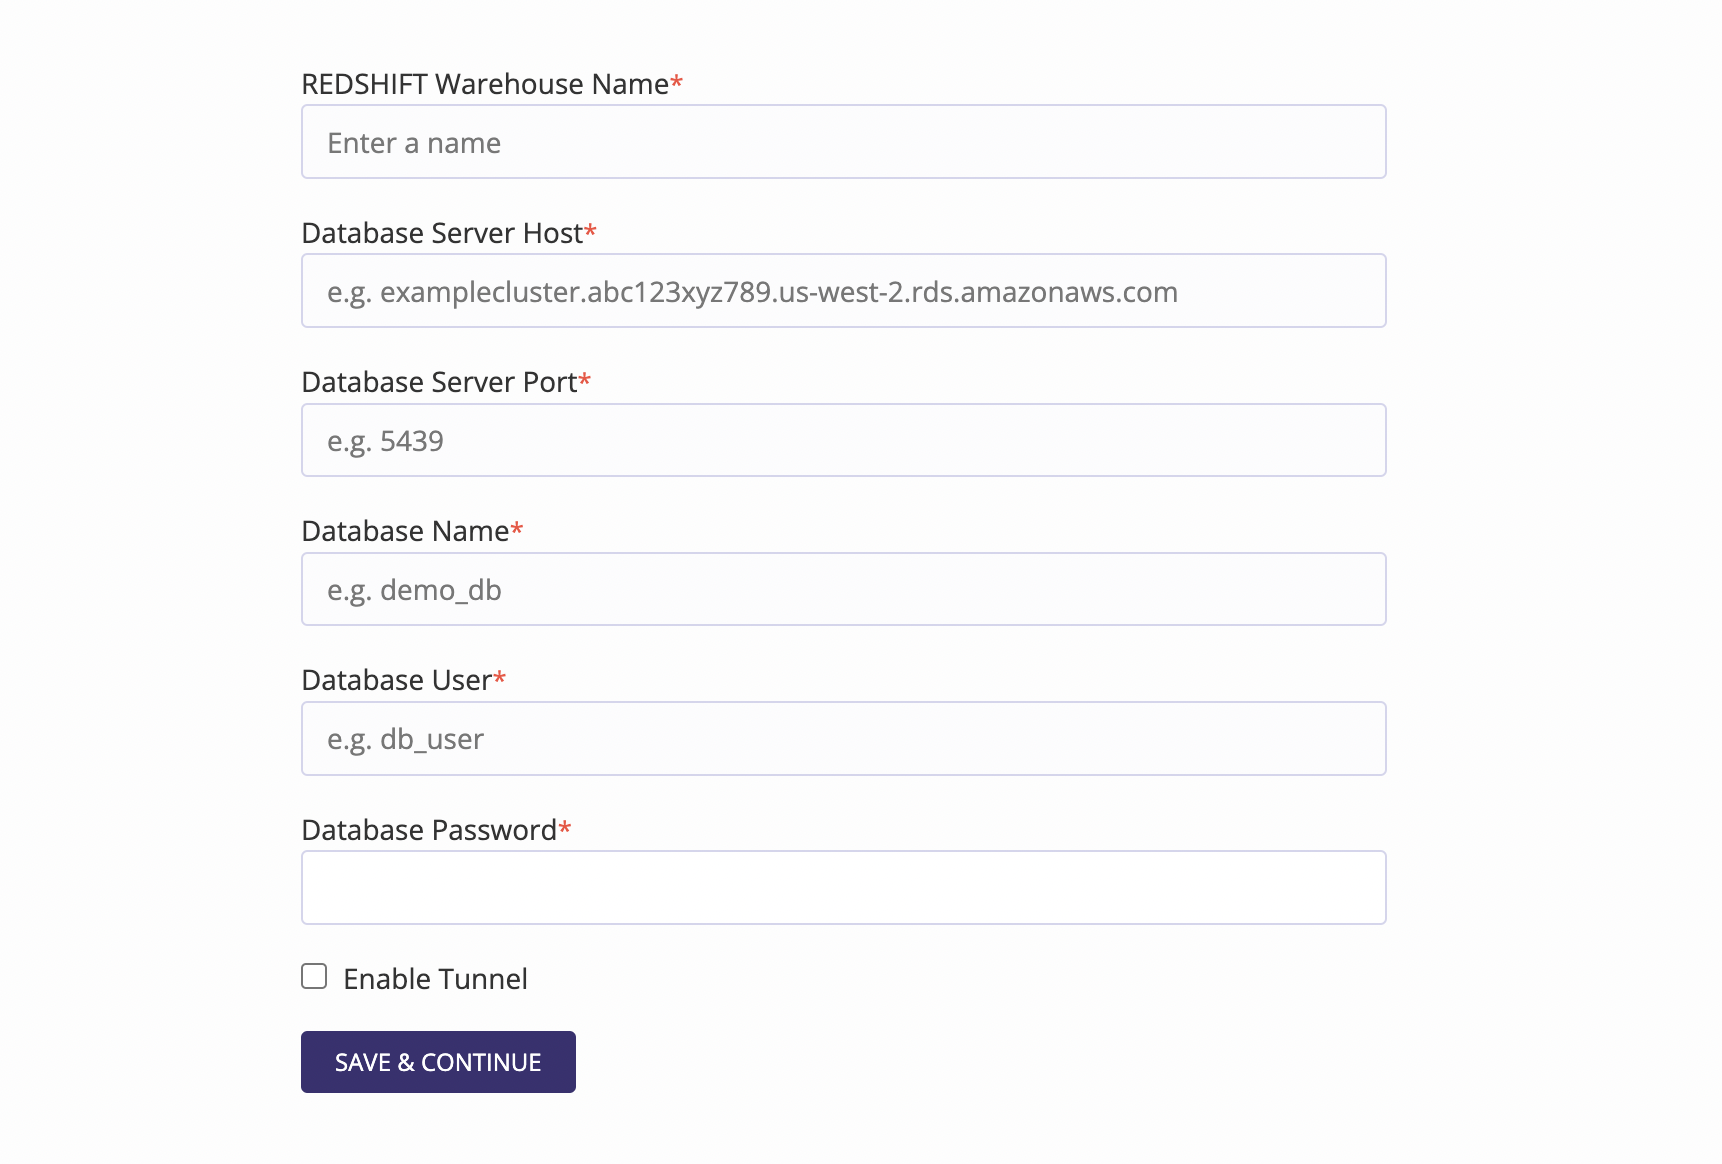 REDSHIFT Warehouse Name*
Enter a name
Database Server Host*
e.g. examplecluster.abc123xyz789.us-west-2.rds.amazonaws.com
Database Server Port*
e.g. 5439
Database Name*
e.g. demo_db
Database User*
e.g. db_user
Database Password*
Enable Tunnel
SAVE & CONTINUE